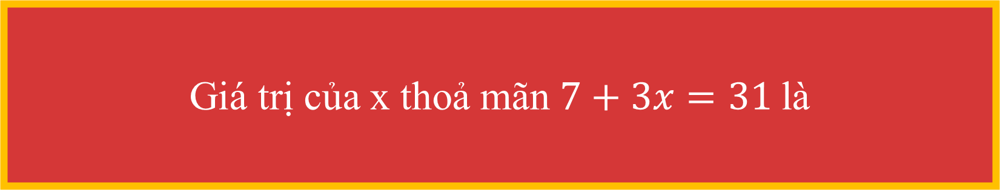 Giá trị của x thoả mãn 7 + 3x = 31 là